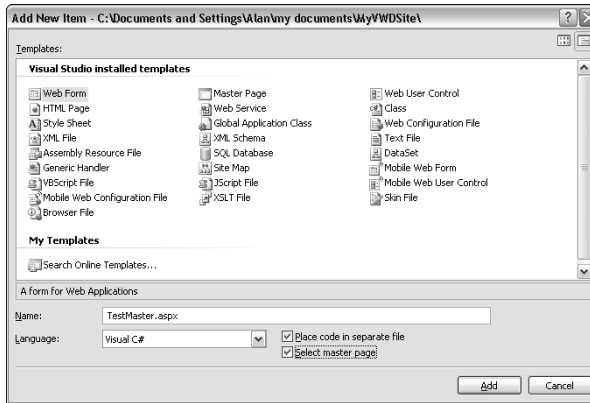 Add New Item - C:\Documents and Settings\Alan\my documents\MyVWDSite\
Templates:
Visual Studio installed templates
Web Form
Master Page
Web User Control
HTML Page
Web Service
Class
Style Sheet
Global Application Class
Web Configuration File
XML File
XML Schema
Text File
Assembly Resource File
SQL Database
DataSet
Generic Handler
Site Map
Mobile Web Form
VBScript File
JScript File
Mobile Web User Control
Mobile Web Configuration File
XSLT File
Skin File
Browser File
My Templates
Search Online Templates...
A form for Web Applications
Name:
TestMaster.aspx
Language:
Visual C#
Place code in separate file
Select master page
Add
Cancel